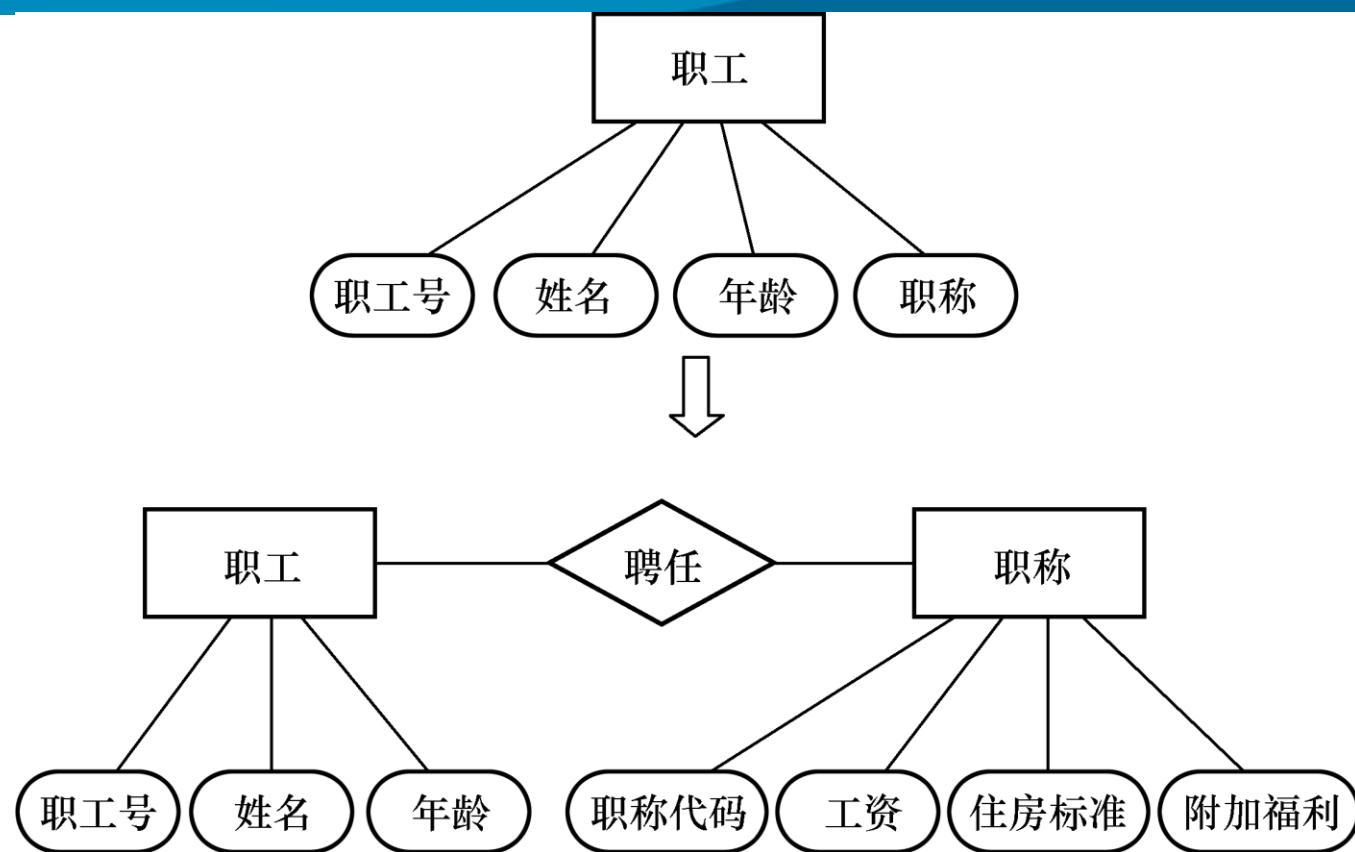 职工
职工号 姓名 年龄 职称
职工 聘任 职称
职工号 姓名 年龄 职称代码 工资 住房标准 附加福利